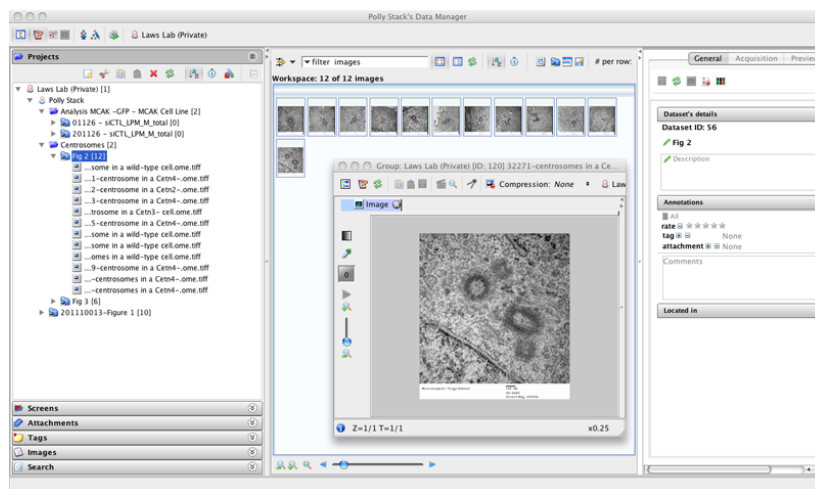 Polly Stack's Data Manager
Laws Lab (Private)
Projects
Laws Lab (Private) [1]
Polly Stack
Analysis MCAK -GFP - MCAK Cell Line [2]
01126 - siCTL_LPM_M_total [0]
201126 - siCTL_LPM_M_total [0]
Centrosomes [2]
Fig 2 [12]
...some in a wild-type cell.ome.tiff
...1-centrosome in a Cetn4-.ome.tiff
...2-centrosome in Cetn2-.ome.tiff
...3-centrosome in a Cetn4-.ome.tiff
...trosome in a Cetn3- cell.ome.tiff
...5-centrosome in a Cetn4-.ome.tiff
...some in a wild-type cell.ome.tiff
...some in a wild-type cell.ome.tiff
...omes in a wild-type cell.ome.tiff
...9-centrosome in a Cetn4-.ome.tiff
...-centrosomes in a Cetn4-.ome.tiff
...-centrosomes in a Cetn4-.ome.tiff
Fig 3 [6]
201110013-Figure 1 [10]
Screens
Attachments
Tags
Images
Search
filter images
# per row:
Workspace: 12 of 12 images
Group: Laws Lab (Private) [ID: 120] 32271-centrosomes in a Ce...
Compression: None
Law
Image
Z=1/1 T=1/1
x0.25
General
Acquisition
Preview
Dataset's details
Dataset ID: 56
Fig 2
Description
Annotations
All
rate
tag
None
attachment
None
Comments
Located in